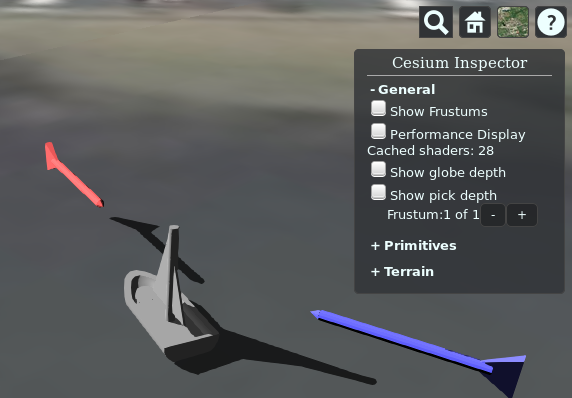 ?
Cesium Inspector
- General
Show Frustums
Performance Display
Cached shaders: 28
Show globe depth
Show pick depth
Frustum:1 of 1 - +
+ Primitives
+ Terrain